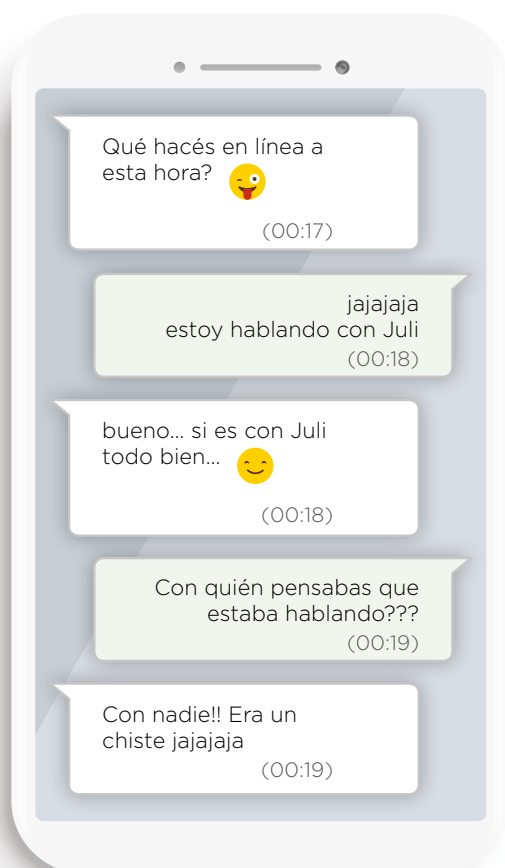 Qué hacés en línea a
esta hora?
(00:17)
jajajaja
estoy hablando con Juli
(00:18)
bueno... si es con Juli
todo bien...
(00:18)
Con quién pensabas que
estaba hablando???
(00:19)
Con nadie!! Era un
chiste jajajaja
(00:19)